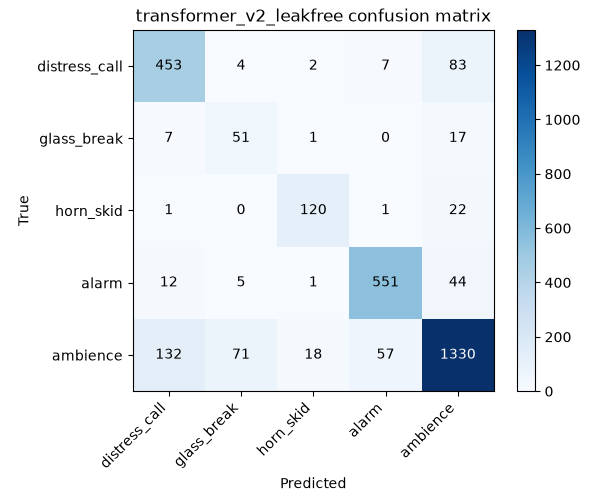 transformer_v2_leakfree confusion matrix
True
distress_call 453 4 2 7 83
glass_break 7 51 1 0 17
horn_skid 1 0 120 1 22
alarm 12 5 1 551 44
ambience 132 71 18 57 1330
distress_call glass_break horn_skid alarm ambience
Predicted
1200
1000
800
600
400
200
0